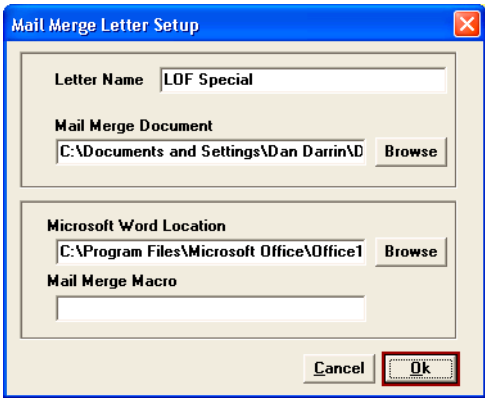 Mail Merge Letter Setup
Letter Name LOF Special
Mail Merge Document
C:\Documents and Settings\Dan Darrin\D Browse
Microsoft Word Location
C:\Program Files\Microsoft Office\Office1 Browse
Mail Merge Macro
Cancel Ok